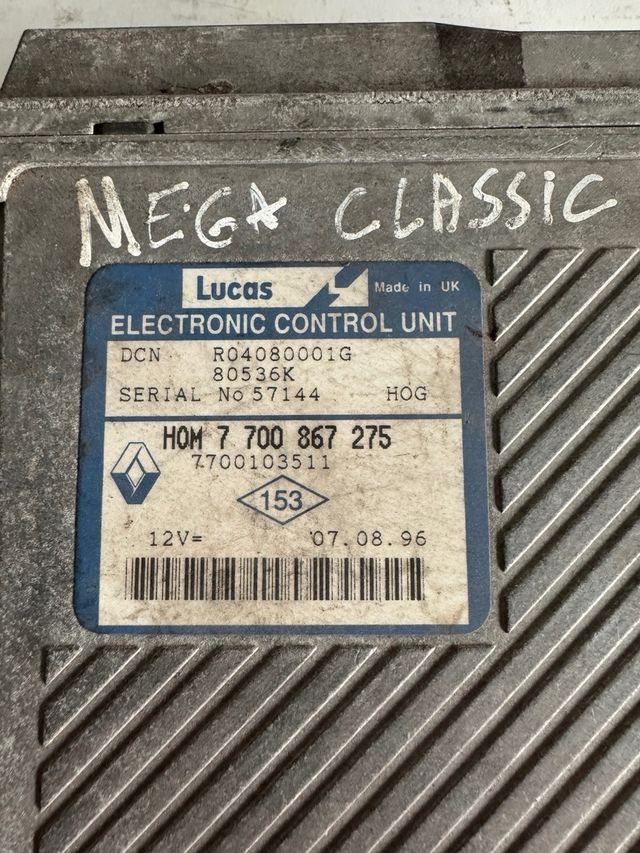 MEGA CLASSIC
Lucas Made in UK
ELECTRONIC CONTROL UNIT
DCN R04080001G
80536K
SERIAL No 57144 HOG
HOM 7 700 867 275
7700103511
153
12V= 07.08.96